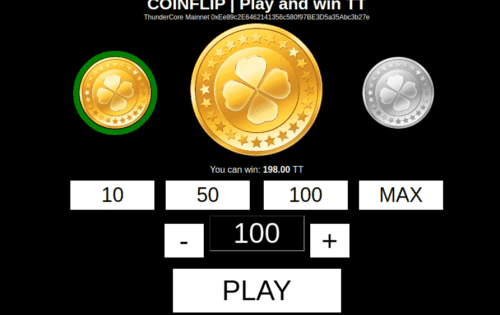 COINFLIP | Play and win TT
ThunderCore Mainnet 0xEe89c2E6462141356c580f97BE3D5a35Abc3b27e
You can win: 198.00 TT
10 50 100 MAX
- 100 +
PLAY